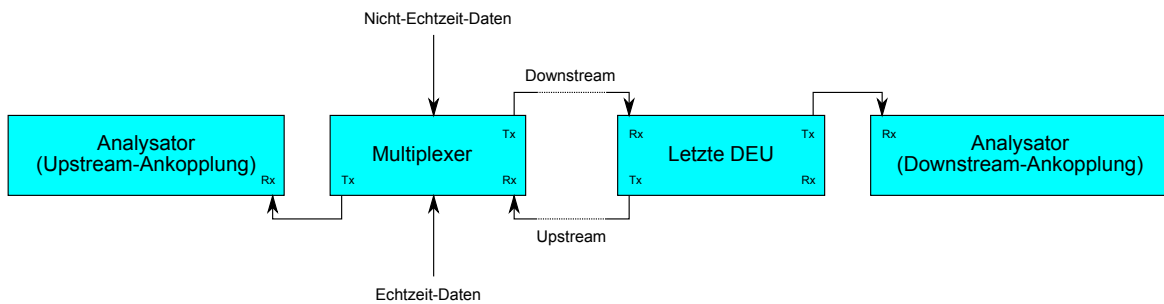 Nicht-Echtzeit-Daten
Downstream
Analysator
(Upstream-Ankopplung)
Rx
Multiplexer
Tx
Tx
Rx
Rx
Tx
Letzte DEU
Tx
Rx
Rx
Analysator
(Downstream-Ankopplung)
Upstream
Echtzeit-Daten